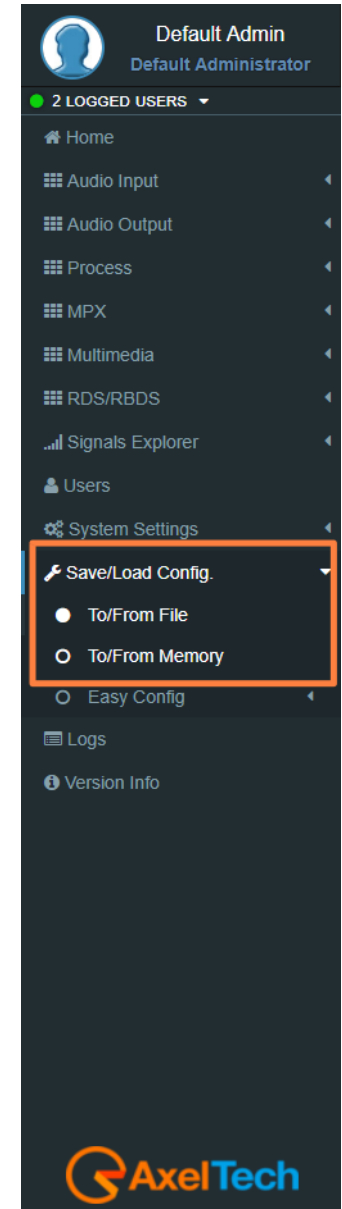 Default Admin
Default Administrator
2 LOGGED USERS
Home
Audio Input
Audio Output
Process
MPX
Multimedia
RDS/RBDS
Signals Explorer
Users
System Settings
Save/Load Config.
To/From File
To/From Memory
Easy Config
Logs
Version Info
AxelTech